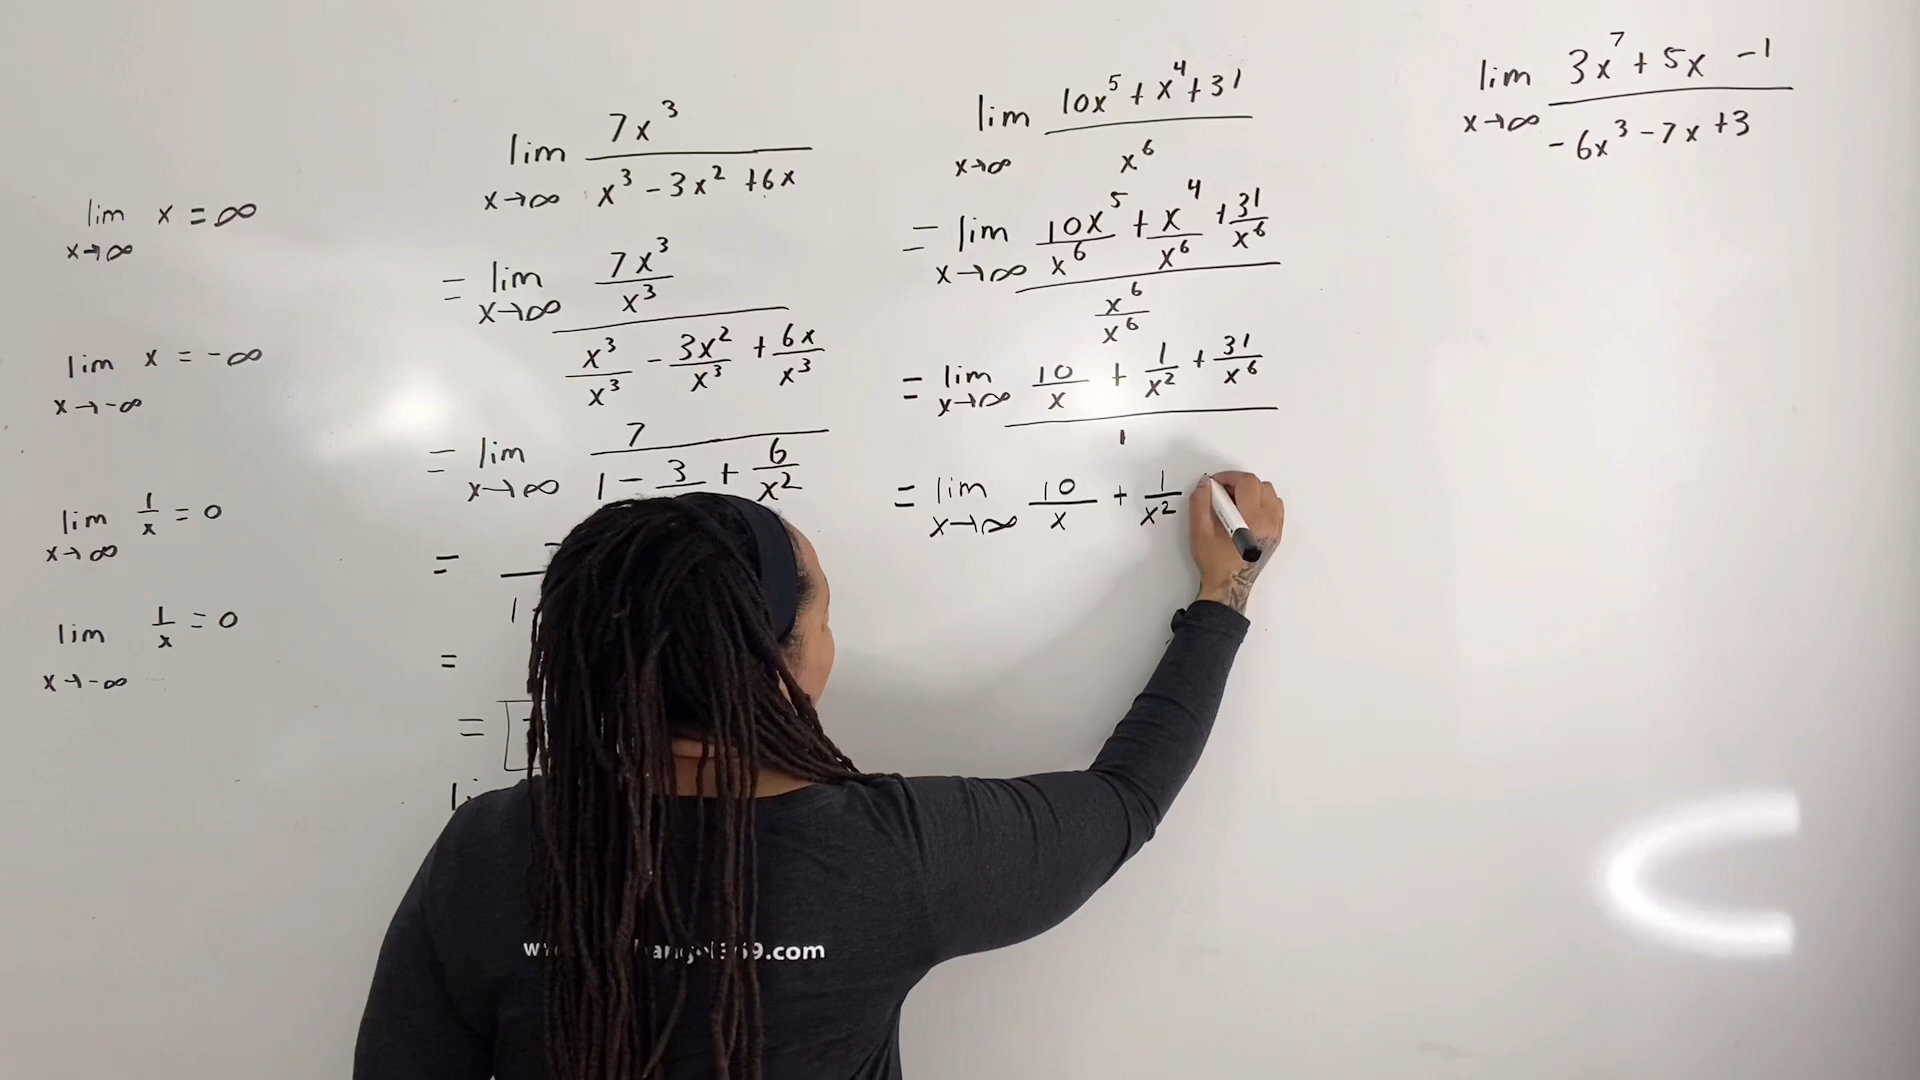 lim x = ∞
x→∞
lim x = -∞
x→-∞
lim 1/x = 0
x→∞
lim 1/x = 0
x→-∞
lim 7x³
x→∞ x³ - 3x² + 6x
= lim 7x³/x³
x→∞ x³/x³ - 3x²/x³ + 6x/x³
= lim 7
x→∞ 1 - 3 + 6/x²
=
1
=
=
lim 10x⁵ + x⁴ + 31
x→∞ x⁶
= lim 10x⁵/x⁶ + x⁴/x⁶ + 31/x⁶
x→∞ x⁶/x⁶
= lim 10/x + 1/x² + 31/x⁶
x→∞ 1
= lim 10/x + 1/x²
x→∞
lim 3x⁷ + 5x - 1
x→∞ -6x³ - 7x + 3